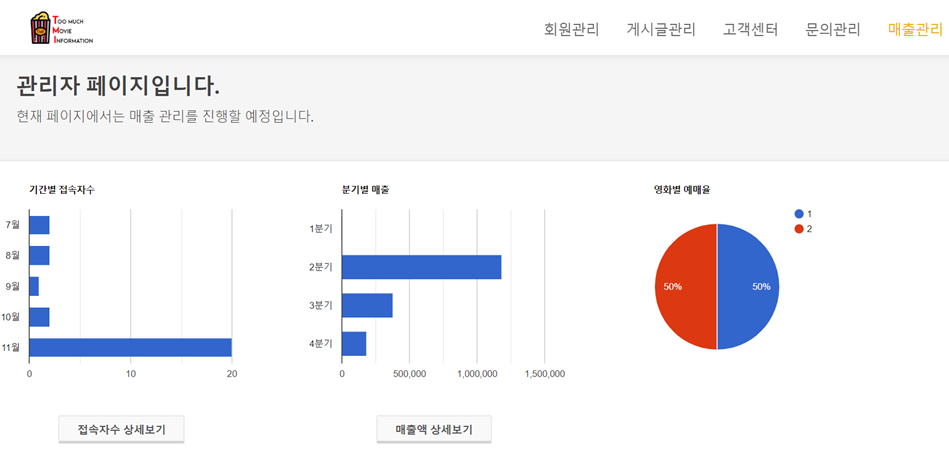 Too much
Movie
Information
회원관리
게시글관리
고객센터
문의관리
매출관리
관리자 페이지입니다.
현재 페이지에서는 매출 관리를 진행할 예정입니다.
기간별 접속자수
7월
8월
9월
10월
11월
0 10 20
접속자수 상세보기
분기별 매출
1분기
2분기
3분기
4분기
0 500,000 1,000,000 1,500,000
매출액 상세보기
영화별 예매율
50% 50%
1
2